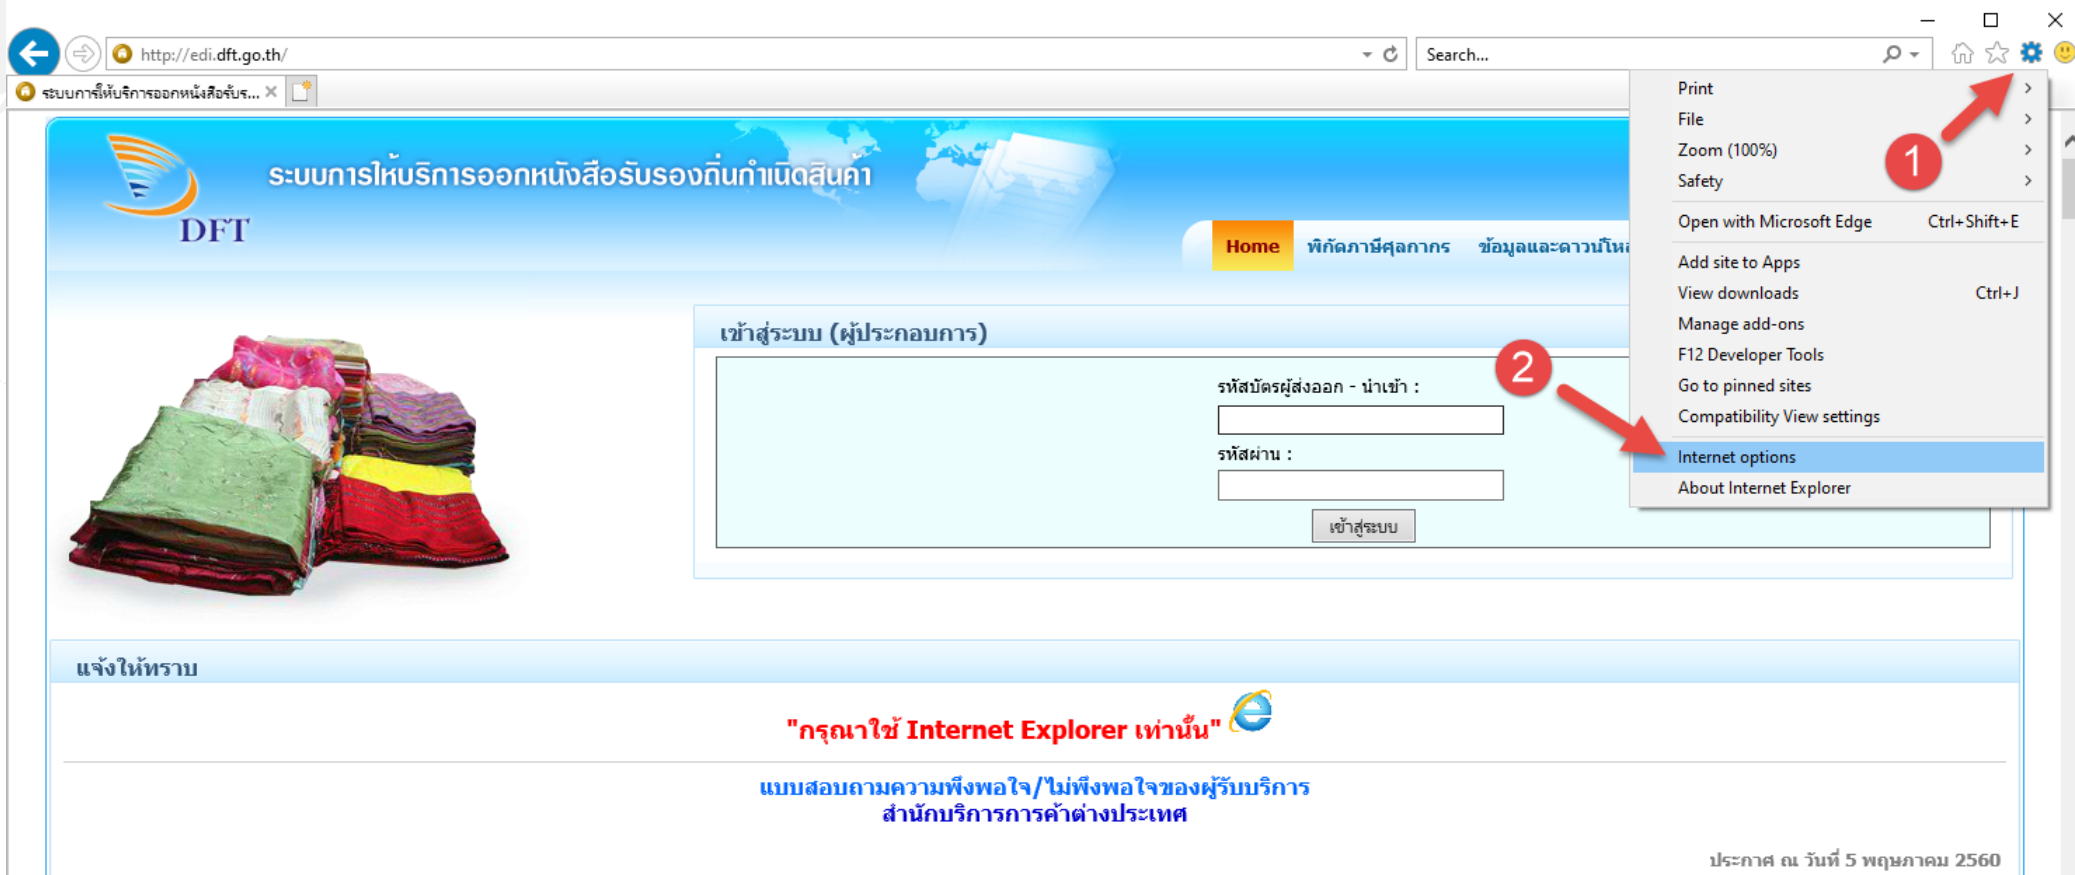 http://edi.dft.go.th/
Search...
ระบบการให้บริการออกหนังสือรับร...
Print
File
Zoom (100%)
Safety
Open with Microsoft Edge Ctrl+Shift+E
Add site to Apps
View downloads Ctrl+J
Manage add-ons
F12 Developer Tools
Go to pinned sites
Compatibility View settings
Internet options
About Internet Explorer
1
2
DFT
ระบบการให้บริการออกหนังสือรับรองถิ่นกำเนิดสินค้า
Home พิกัดภาษีศุลกากร ข้อมูลและดาวน์โหล
เข้าสู่ระบบ (ผู้ประกอบการ)
รหัสบัตรผู้ส่งออก - นำเข้า :
รหัสผ่าน :
เข้าสู่ระบบ
แจ้งให้ทราบ
"กรุณาใช้ Internet Explorer เท่านั้น"
แบบสอบถามความพึงพอใจ/ไม่พึงพอใจของผู้รับบริการ
สำนักบริการการค้าต่างประเทศ
ประกาศ ณ วันที่ 5 พฤษภาคม 2560